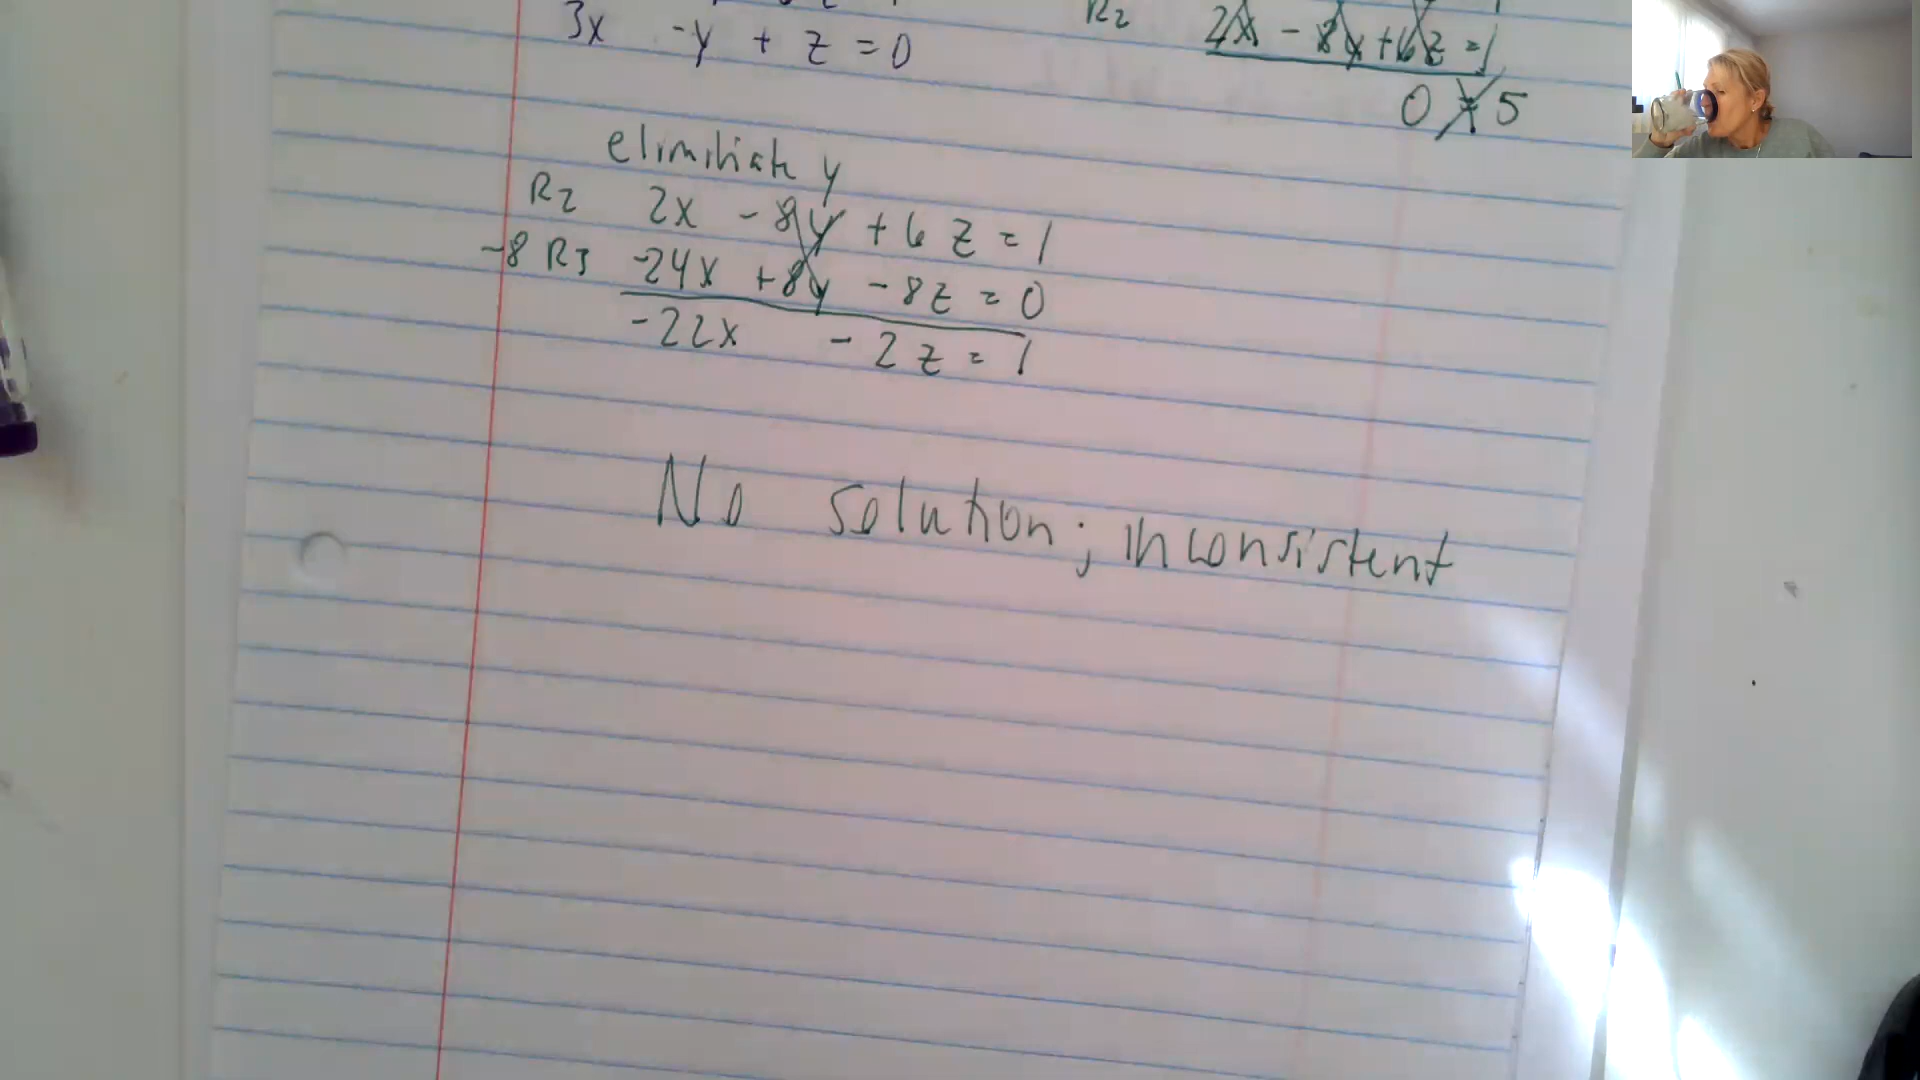 3x -y + z = 0
R2 2x - 8y + 6z = 1
0 ≠ 5
eliminate y
R2 2x - 8y + 6z = 1
-8 R3 -24x + 8y - 8z = 0
-22x - 2z = 1
No solution; inconsistent